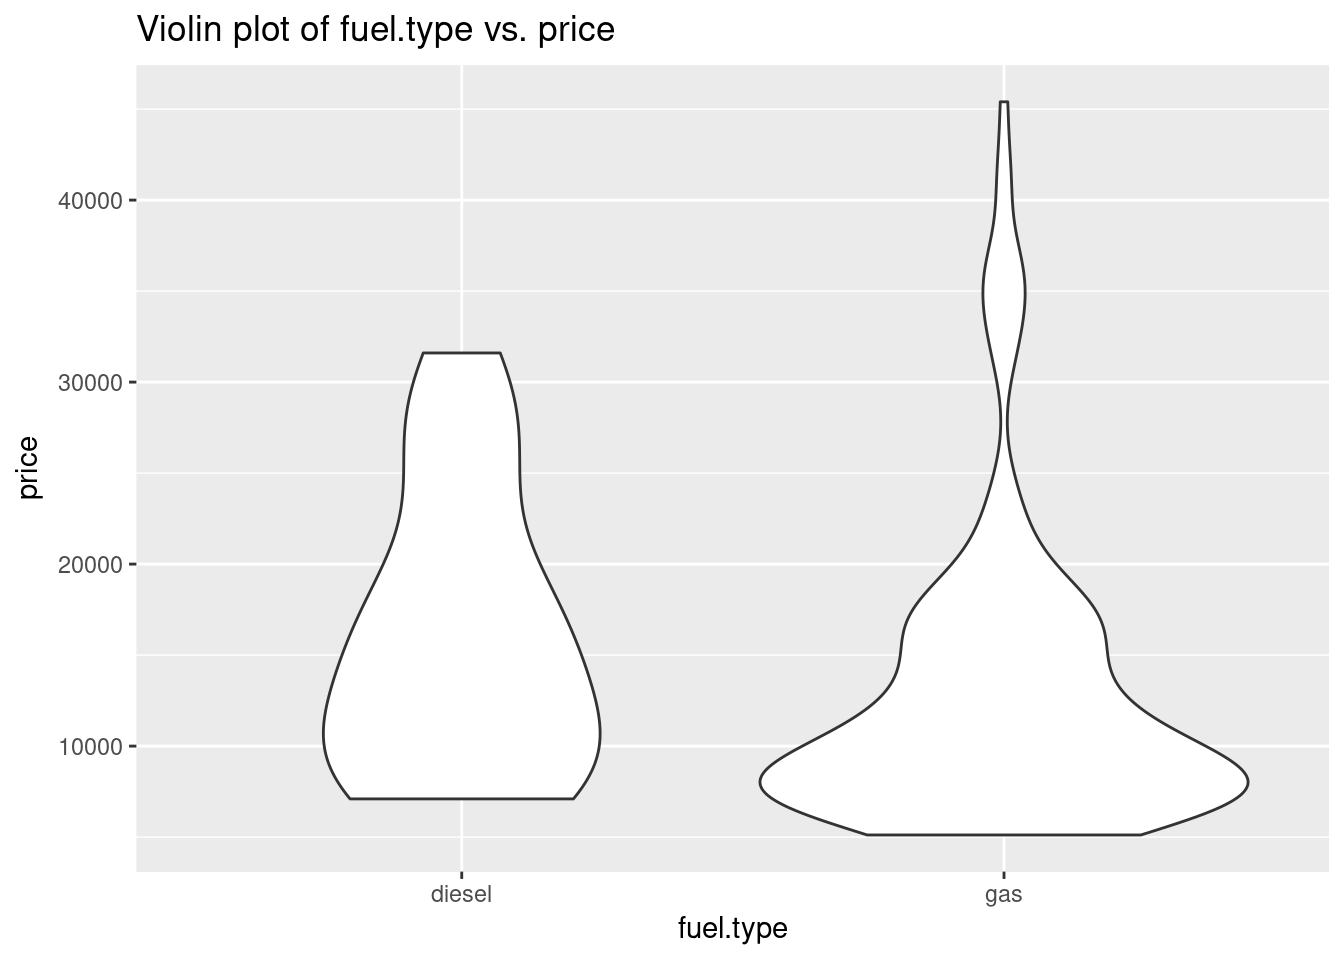 Violin plot of fuel.type vs. price
40000
30000
20000
10000
price
diesel
gas
fuel.type